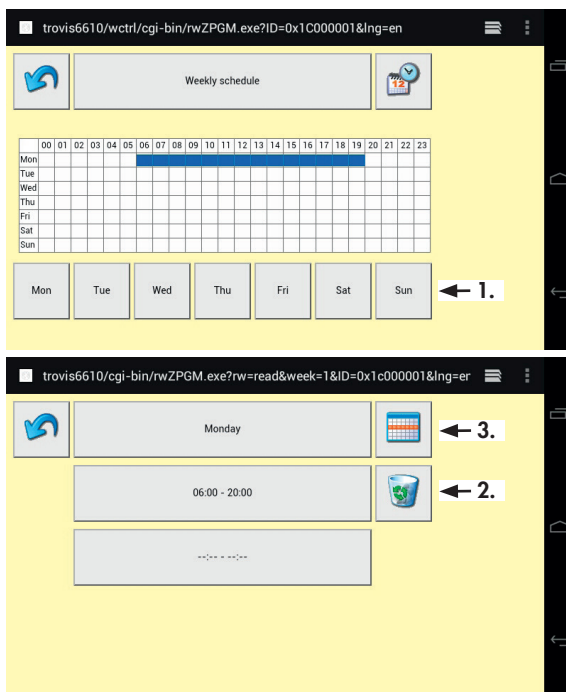 trovis6610/wctrl/cgi-bin/rwZPGM.exe?ID=0x1C000001&lng=en
Weekly schedule
12
00 01 02 03 04 05 06 07 08 09 10 11 12 13 14 15 16 17 18 19 20 21 22 23
Mon
Tue
Wed
Thu
Fri
Sat
Sun
Mon Tue Wed Thu Fri Sat Sun
1.
trovis6610/cgi-bin/rwZPGM.exe?rw=read&week=1&ID=0x1c000001&lng=er
Monday
3.
06:00 - 20:00
2.
--:-- - --:--